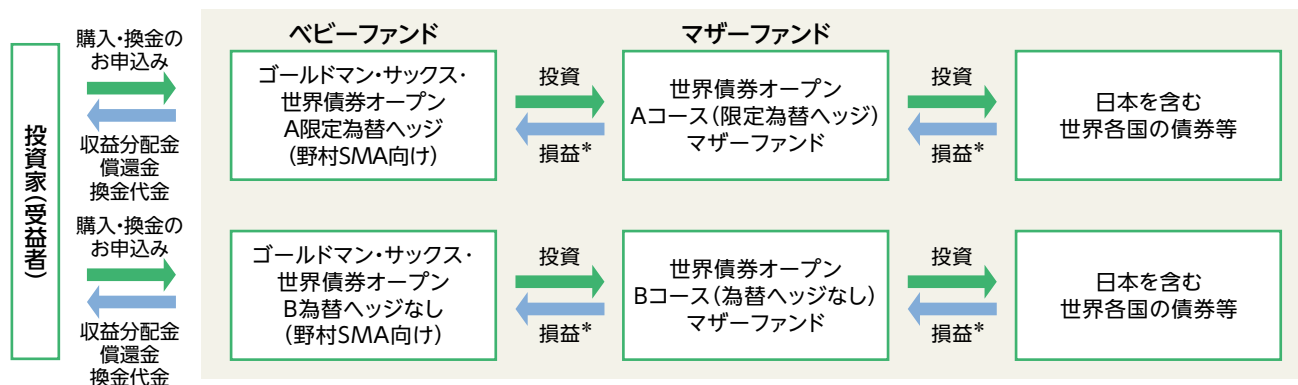 投資家(受益者)
購入・換金の
お申込み
収益分配金
償還金
換金代金
購入・換金の
お申込み
収益分配金
償還金
換金代金
ベビーファンド
ゴールドマン・サックス・
世界債券オープン
A限定為替ヘッジ
(野村SMA向け)
投資
損益*
マザーファンド
世界債券オープン
Aコース(限定為替ヘッジ)
マザーファンド
投資
損益*
日本を含む
世界各国の債券等
ゴールドマン・サックス・
世界債券オープン
B為替ヘッジなし
(野村SMA向け)
投資
損益*
世界債券オープン
Bコース(為替ヘッジなし)
マザーファンド
投資
損益*
日本を含む
世界各国の債券等